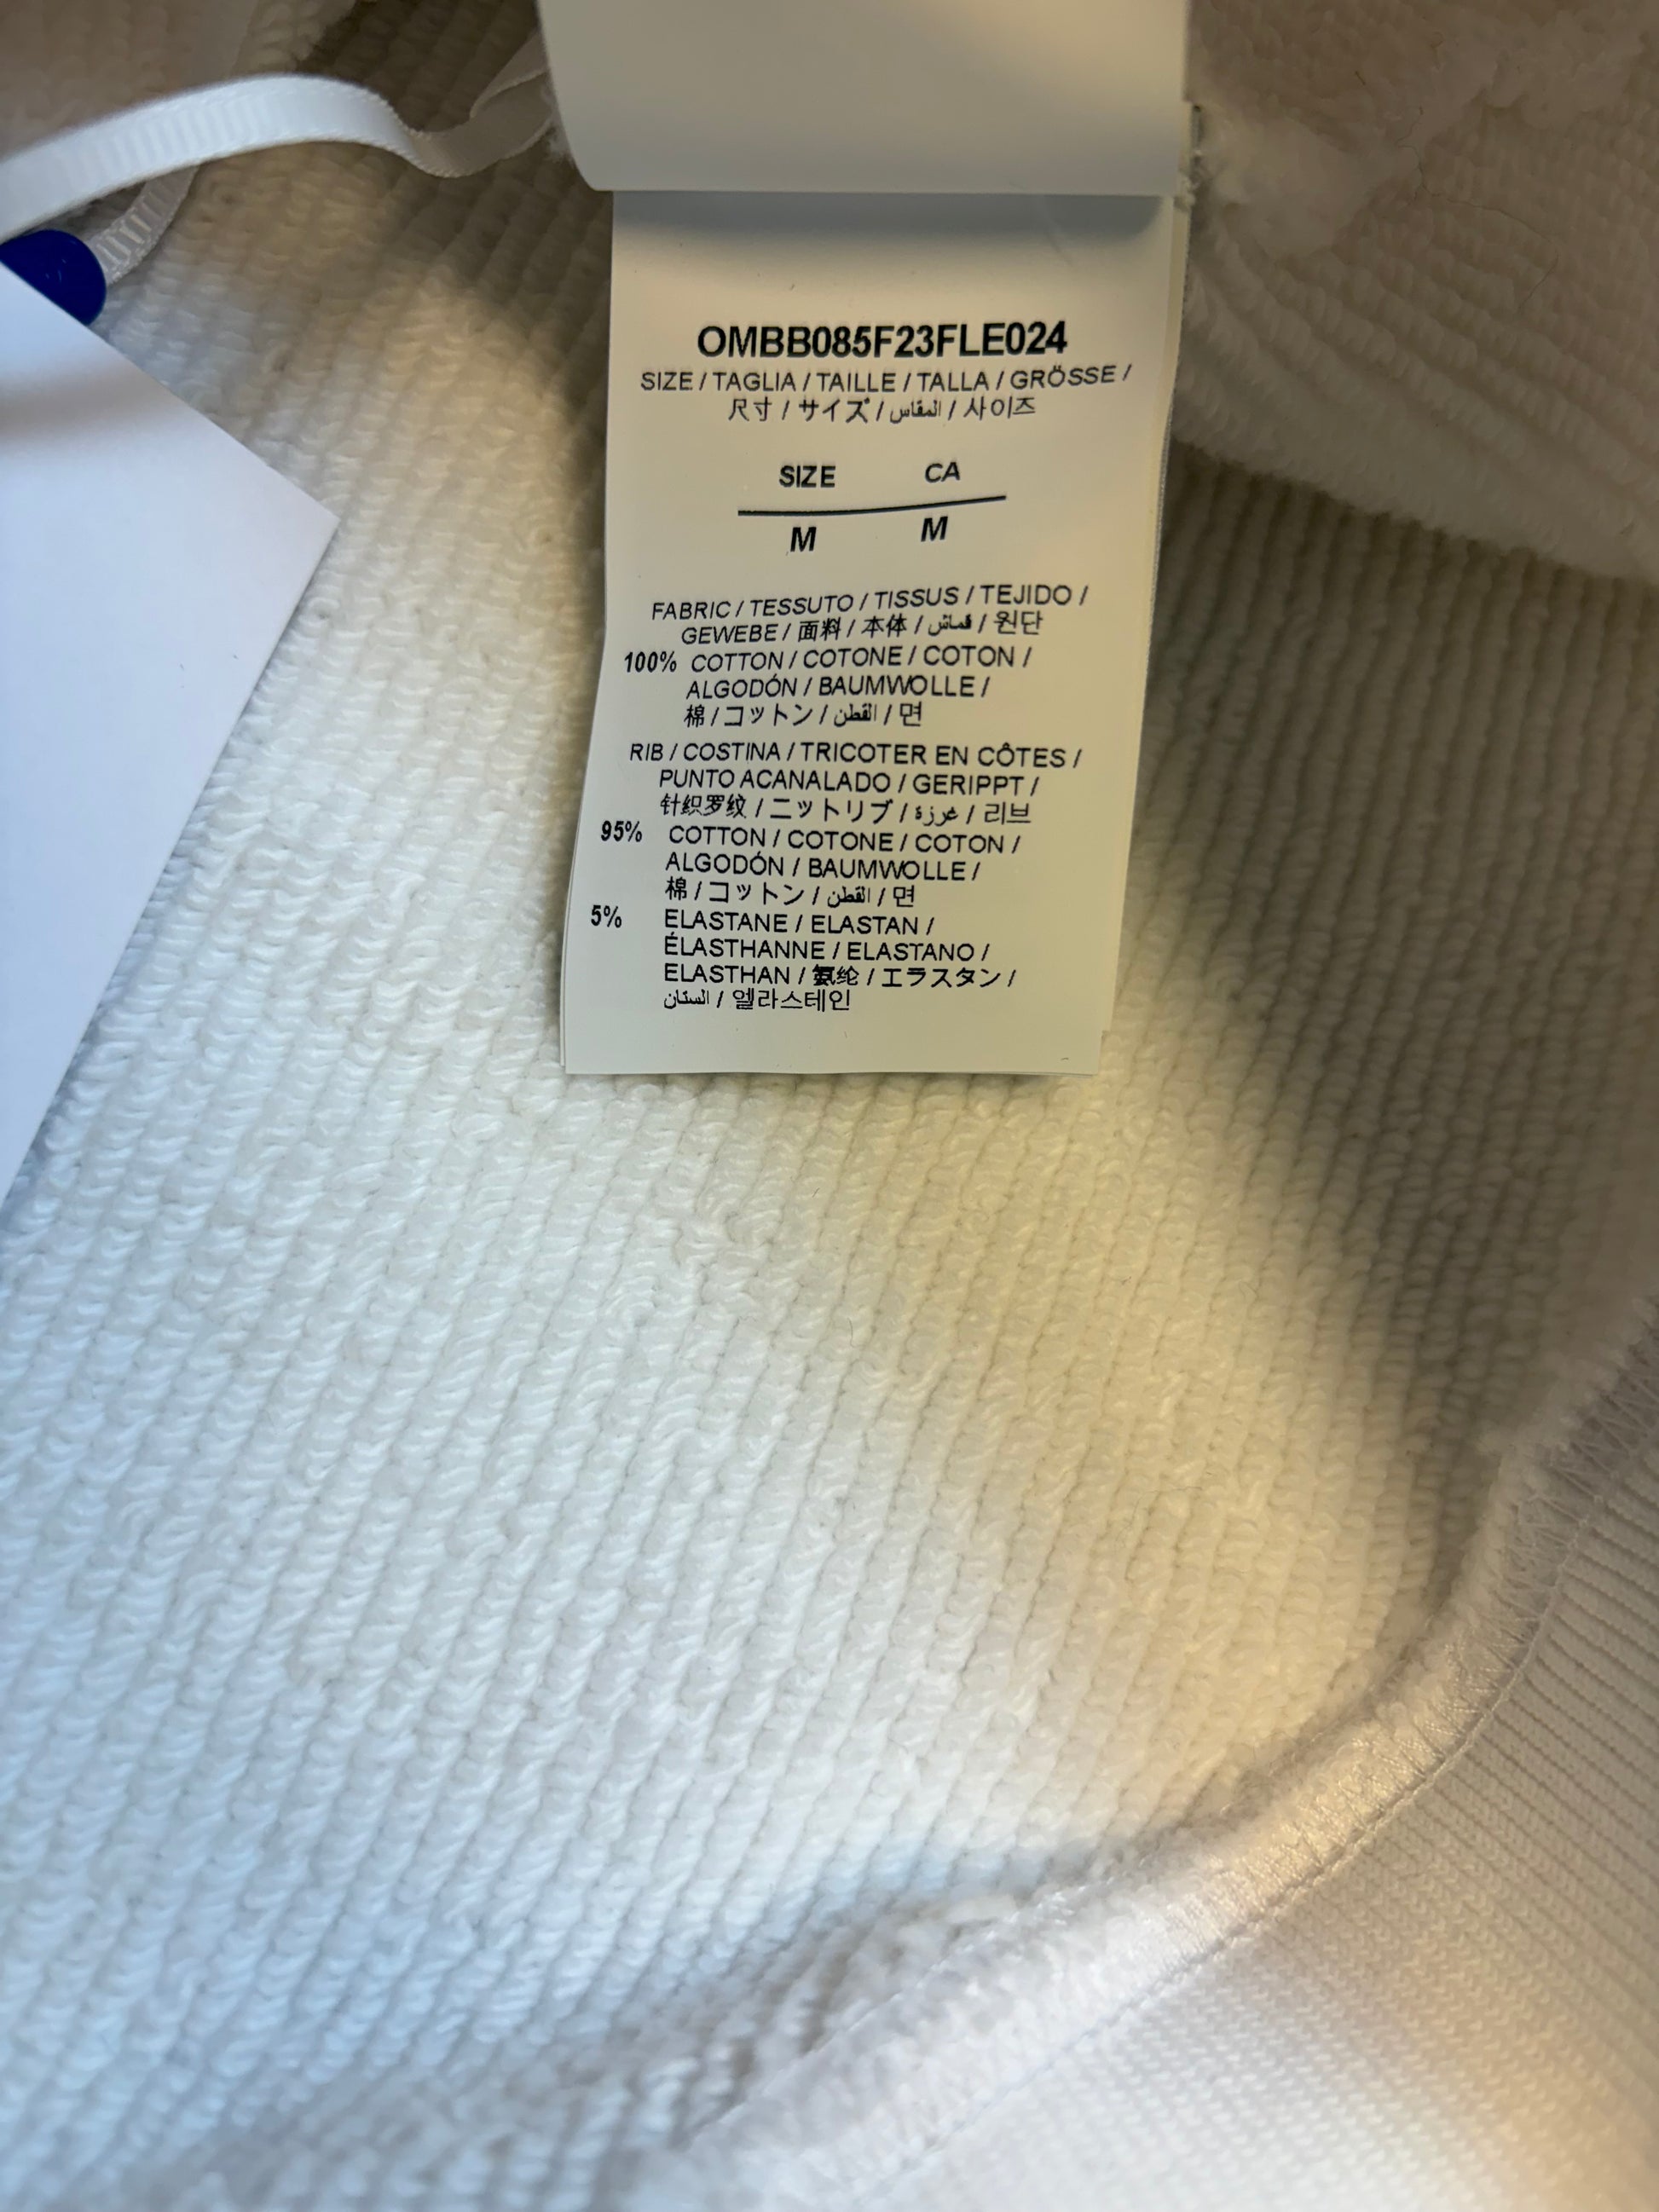 OMBB085F23FLE024
SIZE / TAGLIA / TAILLE / TALLA / GRÖSSE /
尺寸 / サイズ / المقاس / 사이즈
SIZE CA
M M
FABRIC / TESSUTO / TISSUS / TEJIDO /
GEWEBE / 面料 / 本体 / قماش / 원단
100% COTTON / COTONE / COTON /
ALGODÓN / BAUMWOLLE /
棉 / コットン / القطن / 면
RIB / COSTINA / TRICOTER EN CÔTES /
PUNTO ACANALADO / GERIPPT /
针织罗纹 / ニットリブ / غرزة / 리브
95% COTTON / COTONE / COTON /
ALGODÓN / BAUMWOLLE /
棉 / コットン / القطن / 면
5% ELASTANE / ELASTAN /
ÉLASTHANNE / ELASTANO /
ELASTHAN / 氨纶 / エラスタン /
الستان / 엘라스테인